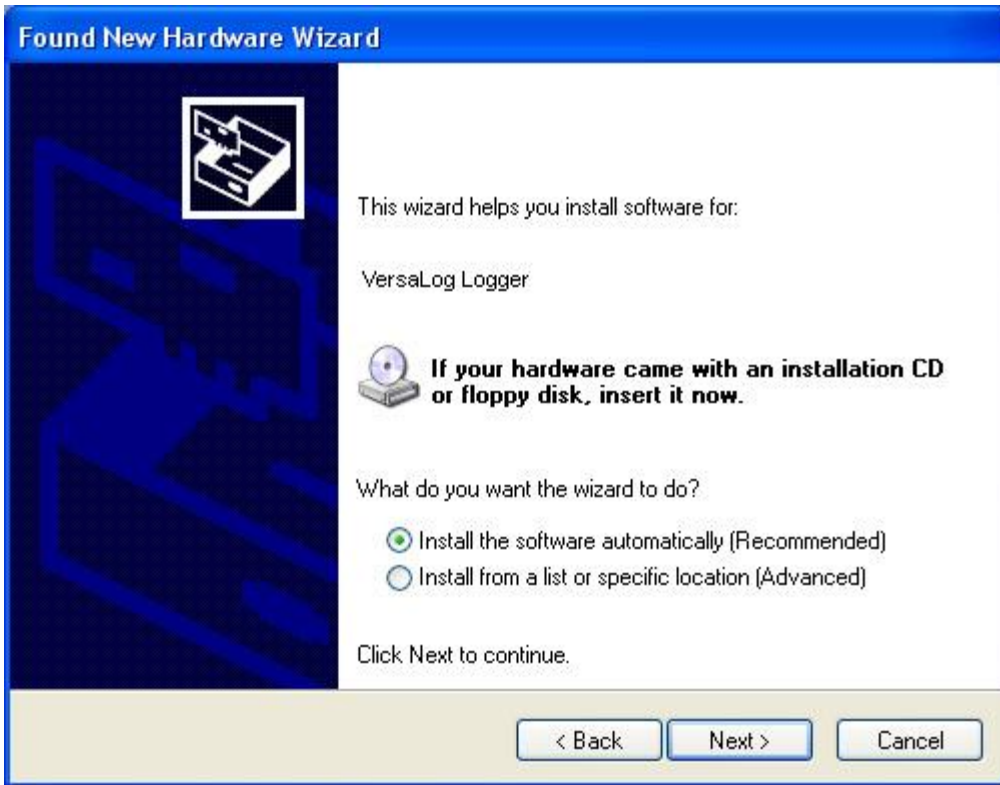 Found New Hardware Wizard
This wizard helps you install software for:
VersaLog Logger
If your hardware came with an installation CD
or floppy disk, insert it now.
What do you want the wizard to do?
Install the software automatically (Recommended)
Install from a list or specific location (Advanced)
Click Next to continue.
< Back
Next >
Cancel